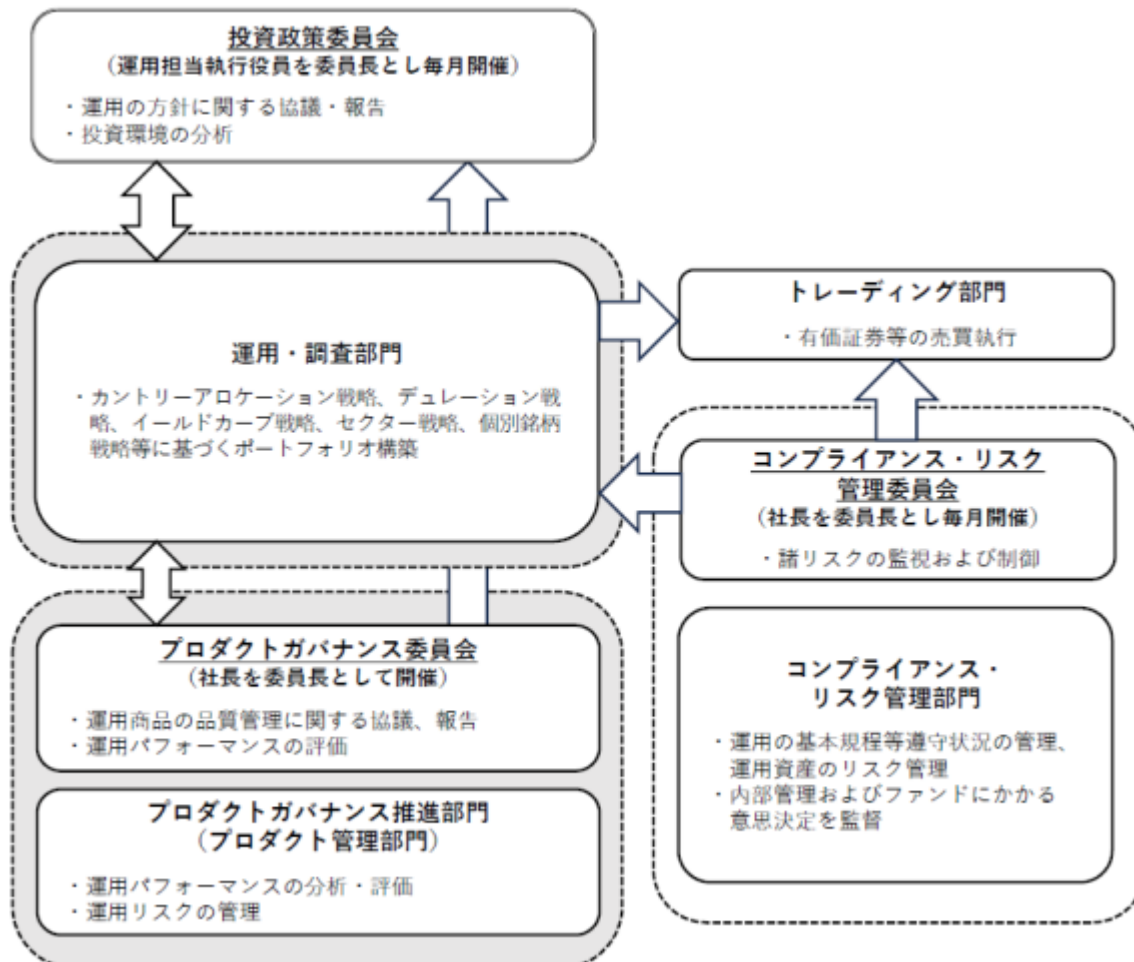 投資政策委員会
(運用担当執行役員を委員長とし毎月開催)
・運用の方針に関する協議・報告
・投資環境の分析
運用・調査部門
・カントリーアロケーション戦略、デュレーション戦
略、イールドカーブ戦略、セクター戦略、個別銘柄
戦略等に基づくポートフォリオ構築
トレーディング部門
・有価証券等の売買執行
コンプライアンス・リスク
管理委員会
(社長を委員長とし毎月開催)
・諸リスクの監視および制御
プロダクトガバナンス委員会
(社長を委員長として開催)
・運用商品の品質管理に関する協議、報告
・運用パフォーマンスの評価
コンプライアンス・
リスク管理部門
・運用の基本規程等遵守状況の管理、
運用資産のリスク管理
・内部管理およびファンドにかかる
意思決定を監督
プロダクトガバナンス推進部門
(プロダクト管理部門)
・運用パフォーマンスの分析・評価
・運用リスクの管理